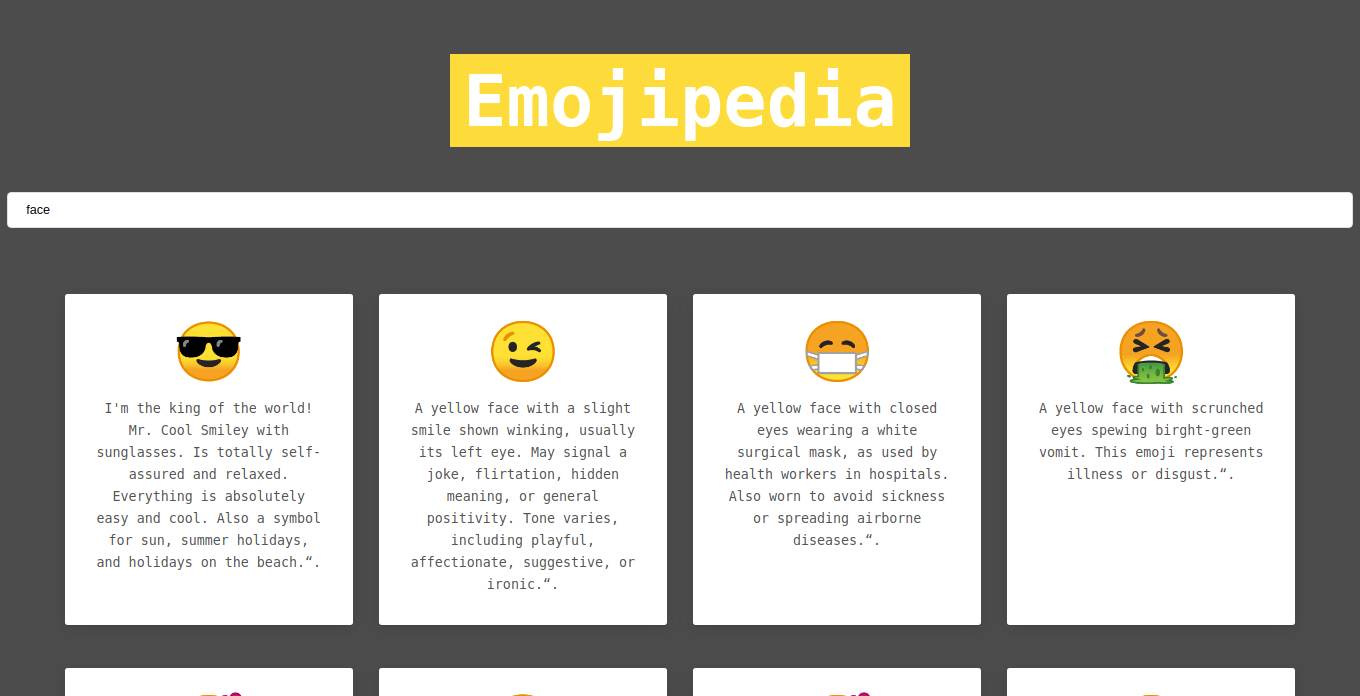 Emojipedia
face
I'm the king of the world!
Mr. Cool Smiley with
sunglasses. Is totally self-
assured and relaxed.
Everything is absolutely
easy and cool. Also a symbol
for sun, summer holidays,
and holidays on the beach.“.
A yellow face with a slight
smile shown winking, usually
its left eye. May signal a
joke, flirtation, hidden
meaning, or general
positivity. Tone varies,
including playful,
affectionate, suggestive, or
ironic.“.
A yellow face with closed
eyes wearing a white
surgical mask, as used by
health workers in hospitals.
Also worn to avoid sickness
or spreading airborne
diseases.“.
A yellow face with scrunched
eyes spewing birght-green
vomit. This emoji represents
illness or disgust.“.